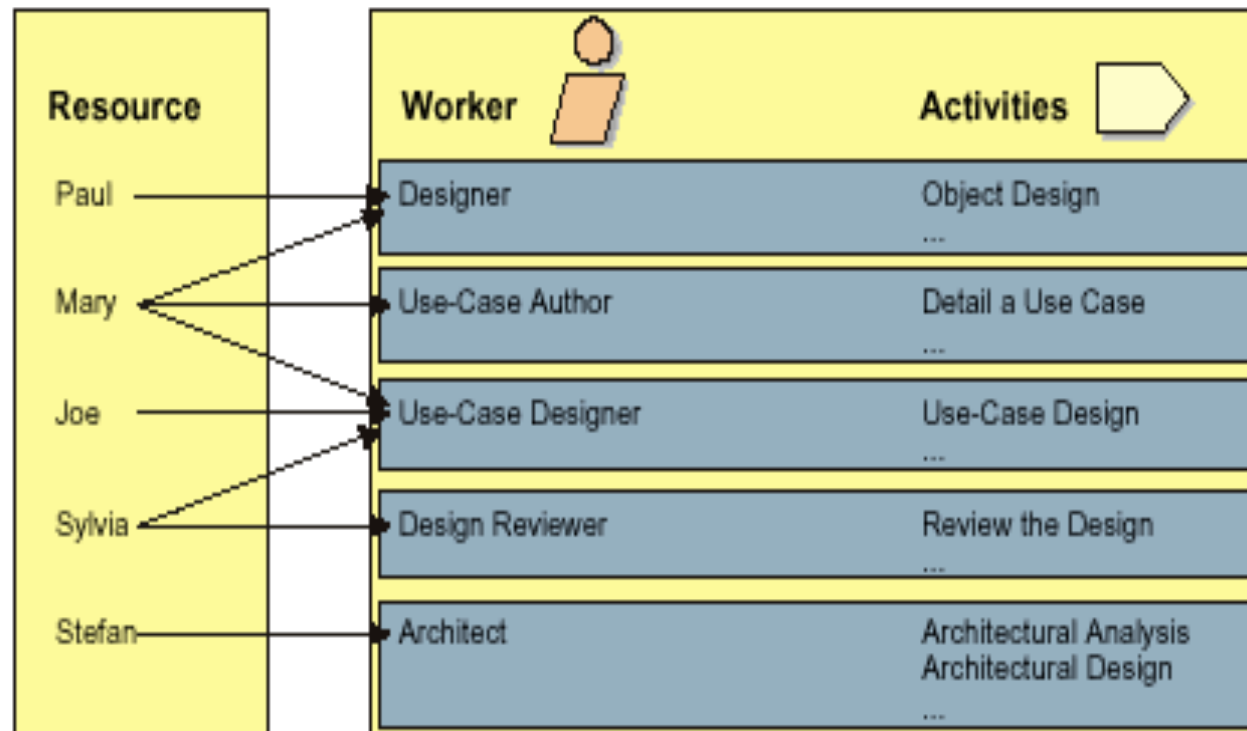 Resource Worker Activities
Paul Designer Object Design
...
Mary Use-Case Author Detail a Use Case
...
Joe Use-Case Designer Use-Case Design
...
Sylvia Design Reviewer Review the Design
...
Stefan Architect Architectural Analysis
Architectural Design
...